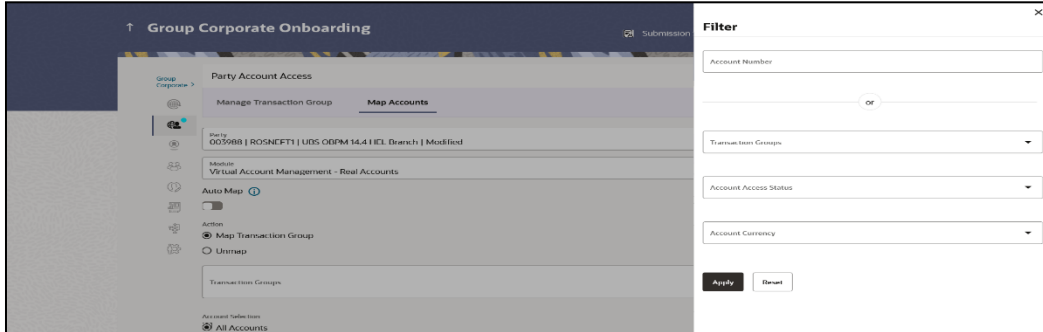 Group Corporate Onboarding
Submission
Group
Corporate >
Party Account Access
Manage Transaction Group
Map Accounts
Party
003988 | ROSNEFT1 | UBS OBPM 14.4 HEL Branch | Modified
Module
Virtual Account Management - Real Accounts
Auto Map
Action
Map Transaction Group
Unmap
Transaction Groups
Account Selection
All Accounts
Filter
Account Number
or
Transaction Groups
Account Access Status
Account Currency
Apply
Reset